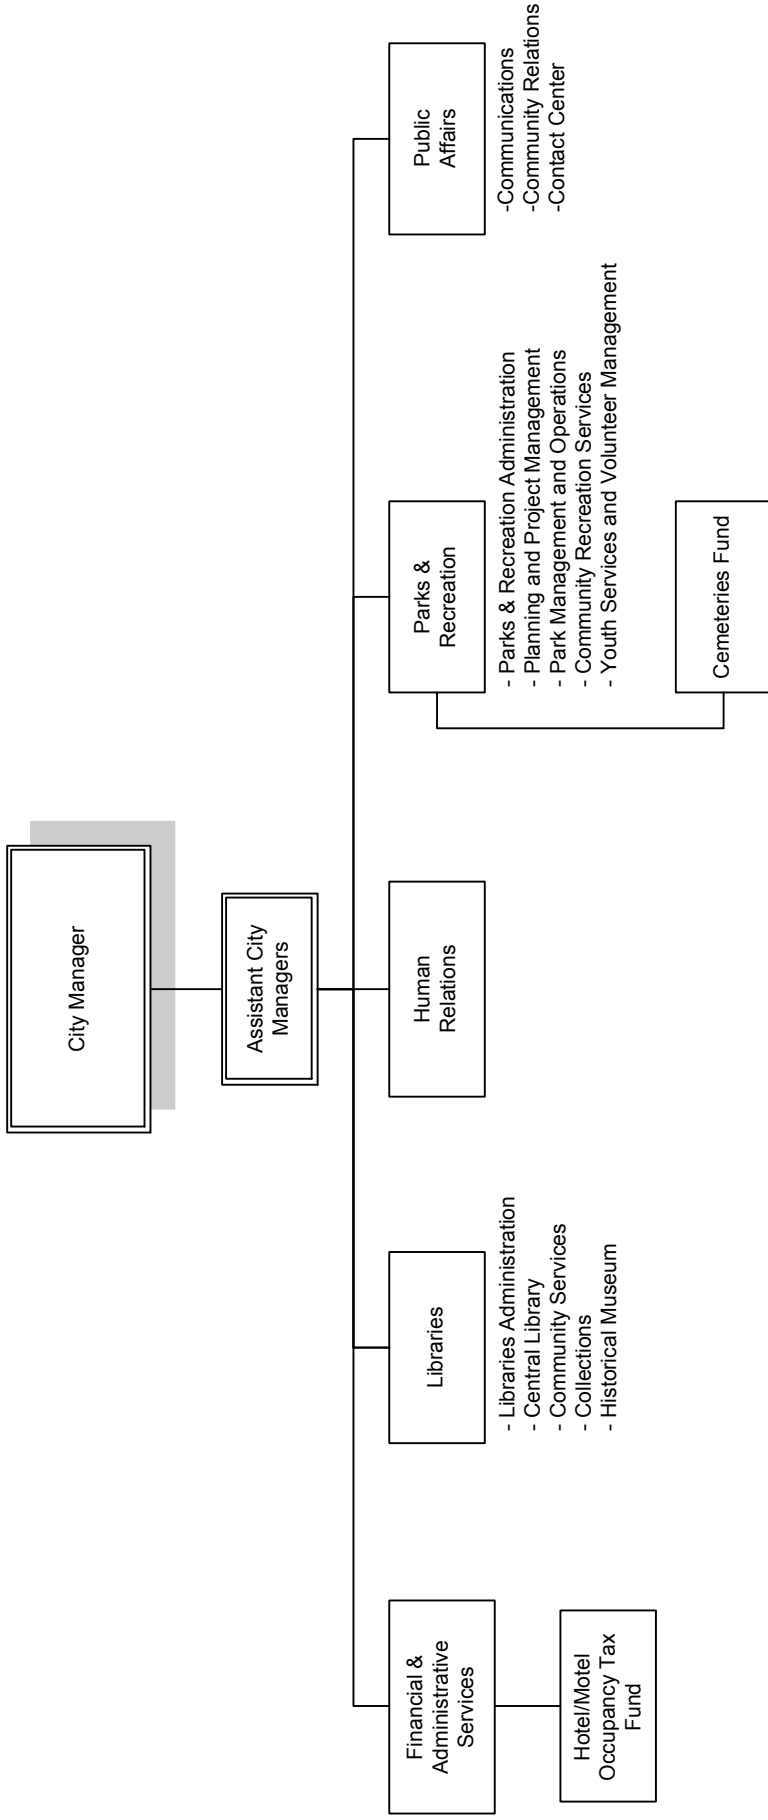 City Manager
Assistant City
Managers
Financial &
Administrative
Services
Hotel/Motel
Occupancy Tax
Fund
Libraries
- Libraries Administration
- Central Library
- Community Services
- Collections
- Historical Museum
Human
Relations
Parks &
Recreation
- Parks & Recreation Administration
- Planning and Project Management
- Park Management and Operations
- Community Recreation Services
- Youth Services and Volunteer Management
Cemeteries Fund
Public
Affairs
-Communications
-Community Relations
-Contact Center